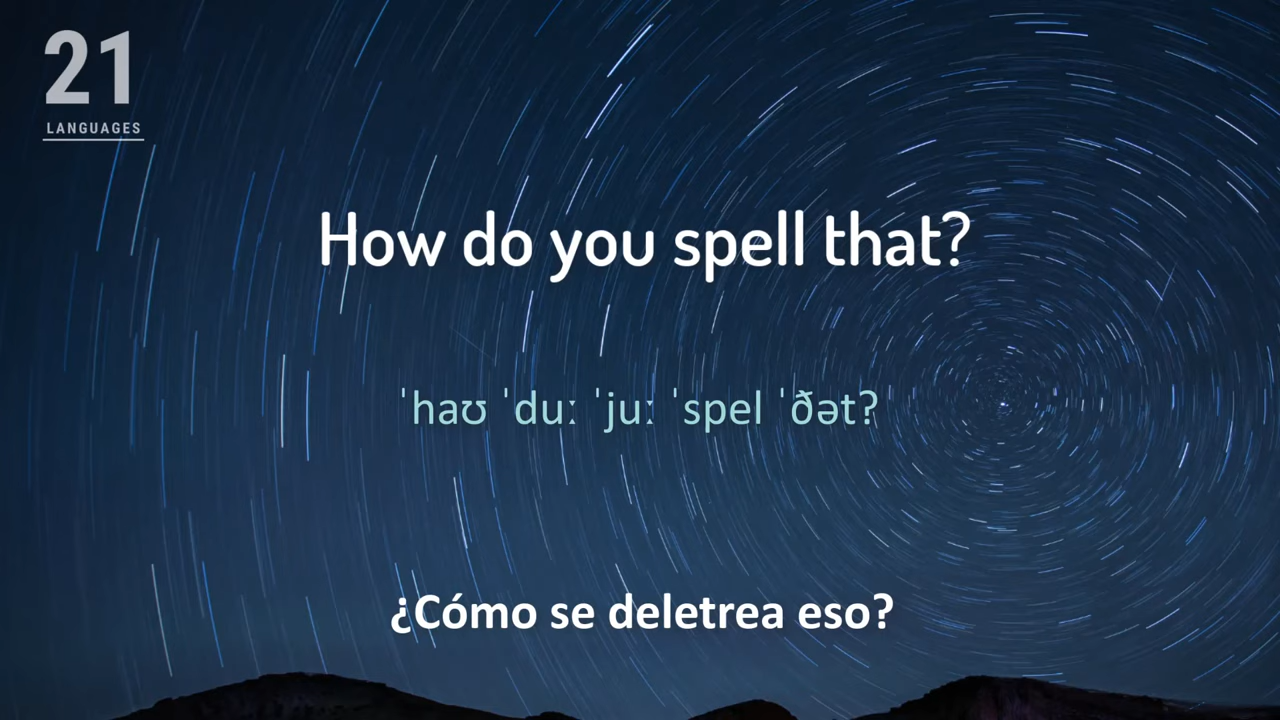 21
LANGUAGES
How do you spell that?
ˈhaʊ ˈduː ˈjuː ˈspel ˈðət?
¿Cómo se deletrea eso?